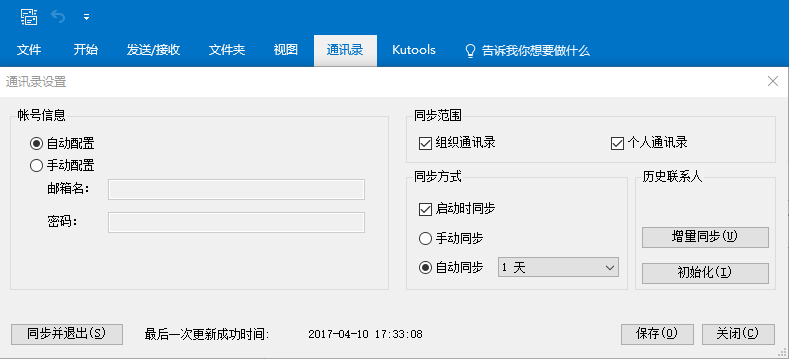 文件 开始 发送/接收 文件夹 视图 通讯录 Kutools 告诉我你想要做什么
通讯录设置
帐号信息
自动配置
手动配置
邮箱名:
密码:
同步范围
组织通讯录 个人通讯录
同步方式
启动时同步
手动同步
自动同步 1 天
历史联系人
增量同步(U)
初始化(I)
同步并退出(S) 最后一次更新成功时间: 2017-04-10 17:33:08 保存(O) 关闭(C)